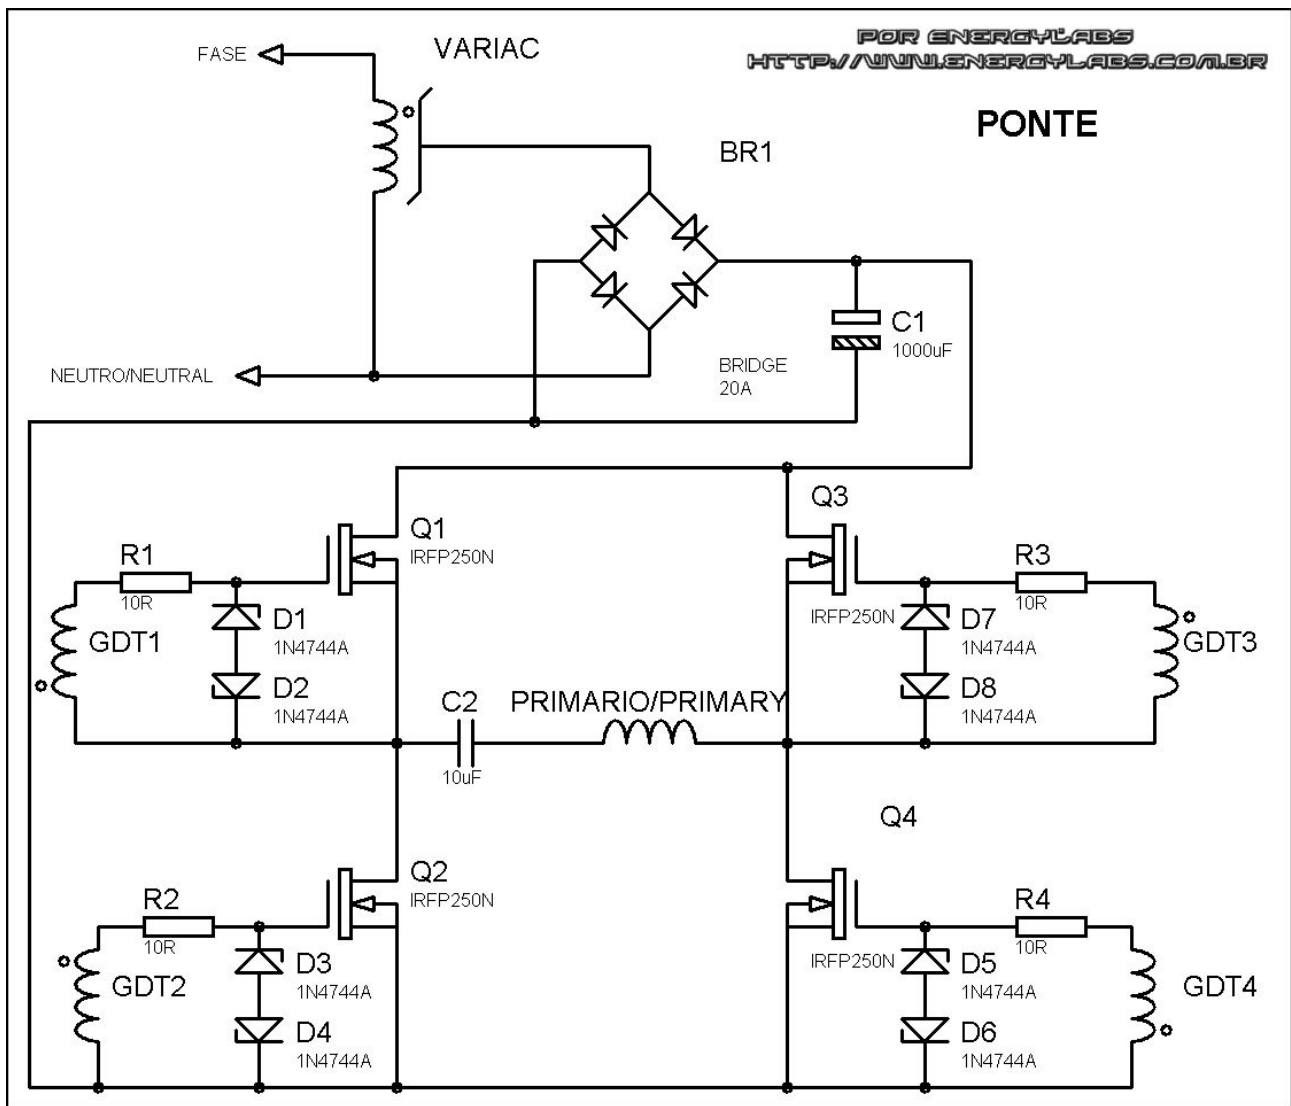 FASE
VARIAC
POR ENERGYLABS
HTTP://WWW.ENERGYLABS.COM.BR
PONTE
BR1
C1
1000uF
BRIDGE
20A
NEUTRO/NEUTRAL
Q1
IRFP250N
Q3
IRFP250N
R1
10R
D1
1N4744A
GDT1
D2
1N4744A
R3
10R
D7
1N4744A
GDT3
D8
1N4744A
C2
10uF
PRIMARIO/PRIMARY
Q2
IRFP250N
Q4
IRFP250N
R2
10R
D3
1N4744A
GDT2
D4
1N4744A
R4
10R
D5
1N4744A
GDT4
D6
1N4744A